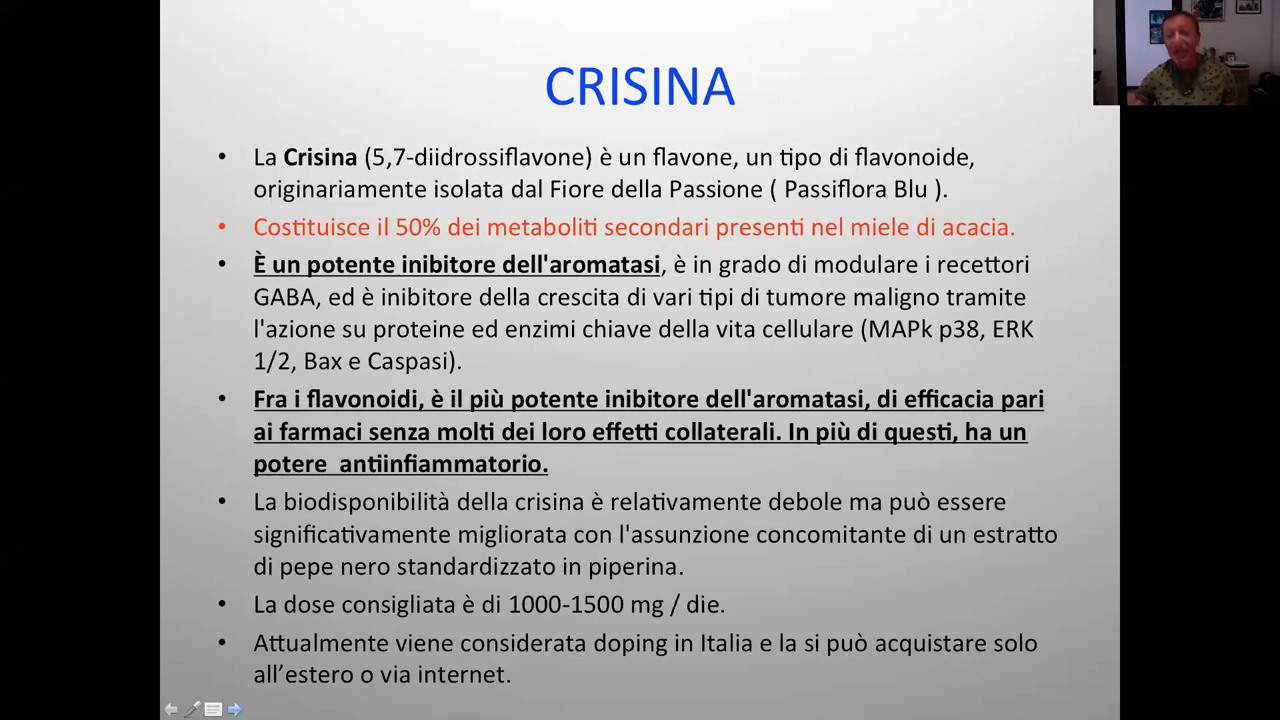 CRISINA
• La Crisina (5,7-diidrossiflavone) è un flavone, un tipo di flavonoide,
originariamente isolata dal Fiore della Passione ( Passiflora Blu ).
• Costituisce il 50% dei metaboliti secondari presenti nel miele di acacia.
• È un potente inibitore dell'aromatasi, è in grado di modulare i recettori
GABA, ed è inibitore della crescita di vari tipi di tumore maligno tramite
l'azione su proteine ed enzimi chiave della vita cellulare (MAPk p38, ERK
1/2, Bax e Caspasi).
• Fra i flavonoidi, è il più potente inibitore dell'aromatasi, di efficacia pari
ai farmaci senza molti dei loro effetti collaterali. In più di questi, ha un
potere  antiinfiammatorio.
• La biodisponibilità della crisina è relativamente debole ma può essere
significativamente migliorata con l'assunzione concomitante di un estratto
di pepe nero standardizzato in piperina.
• La dose consigliata è di 1000-1500 mg / die.
• Attualmente viene considerata doping in Italia e la si può acquistare solo
all’estero o via internet.